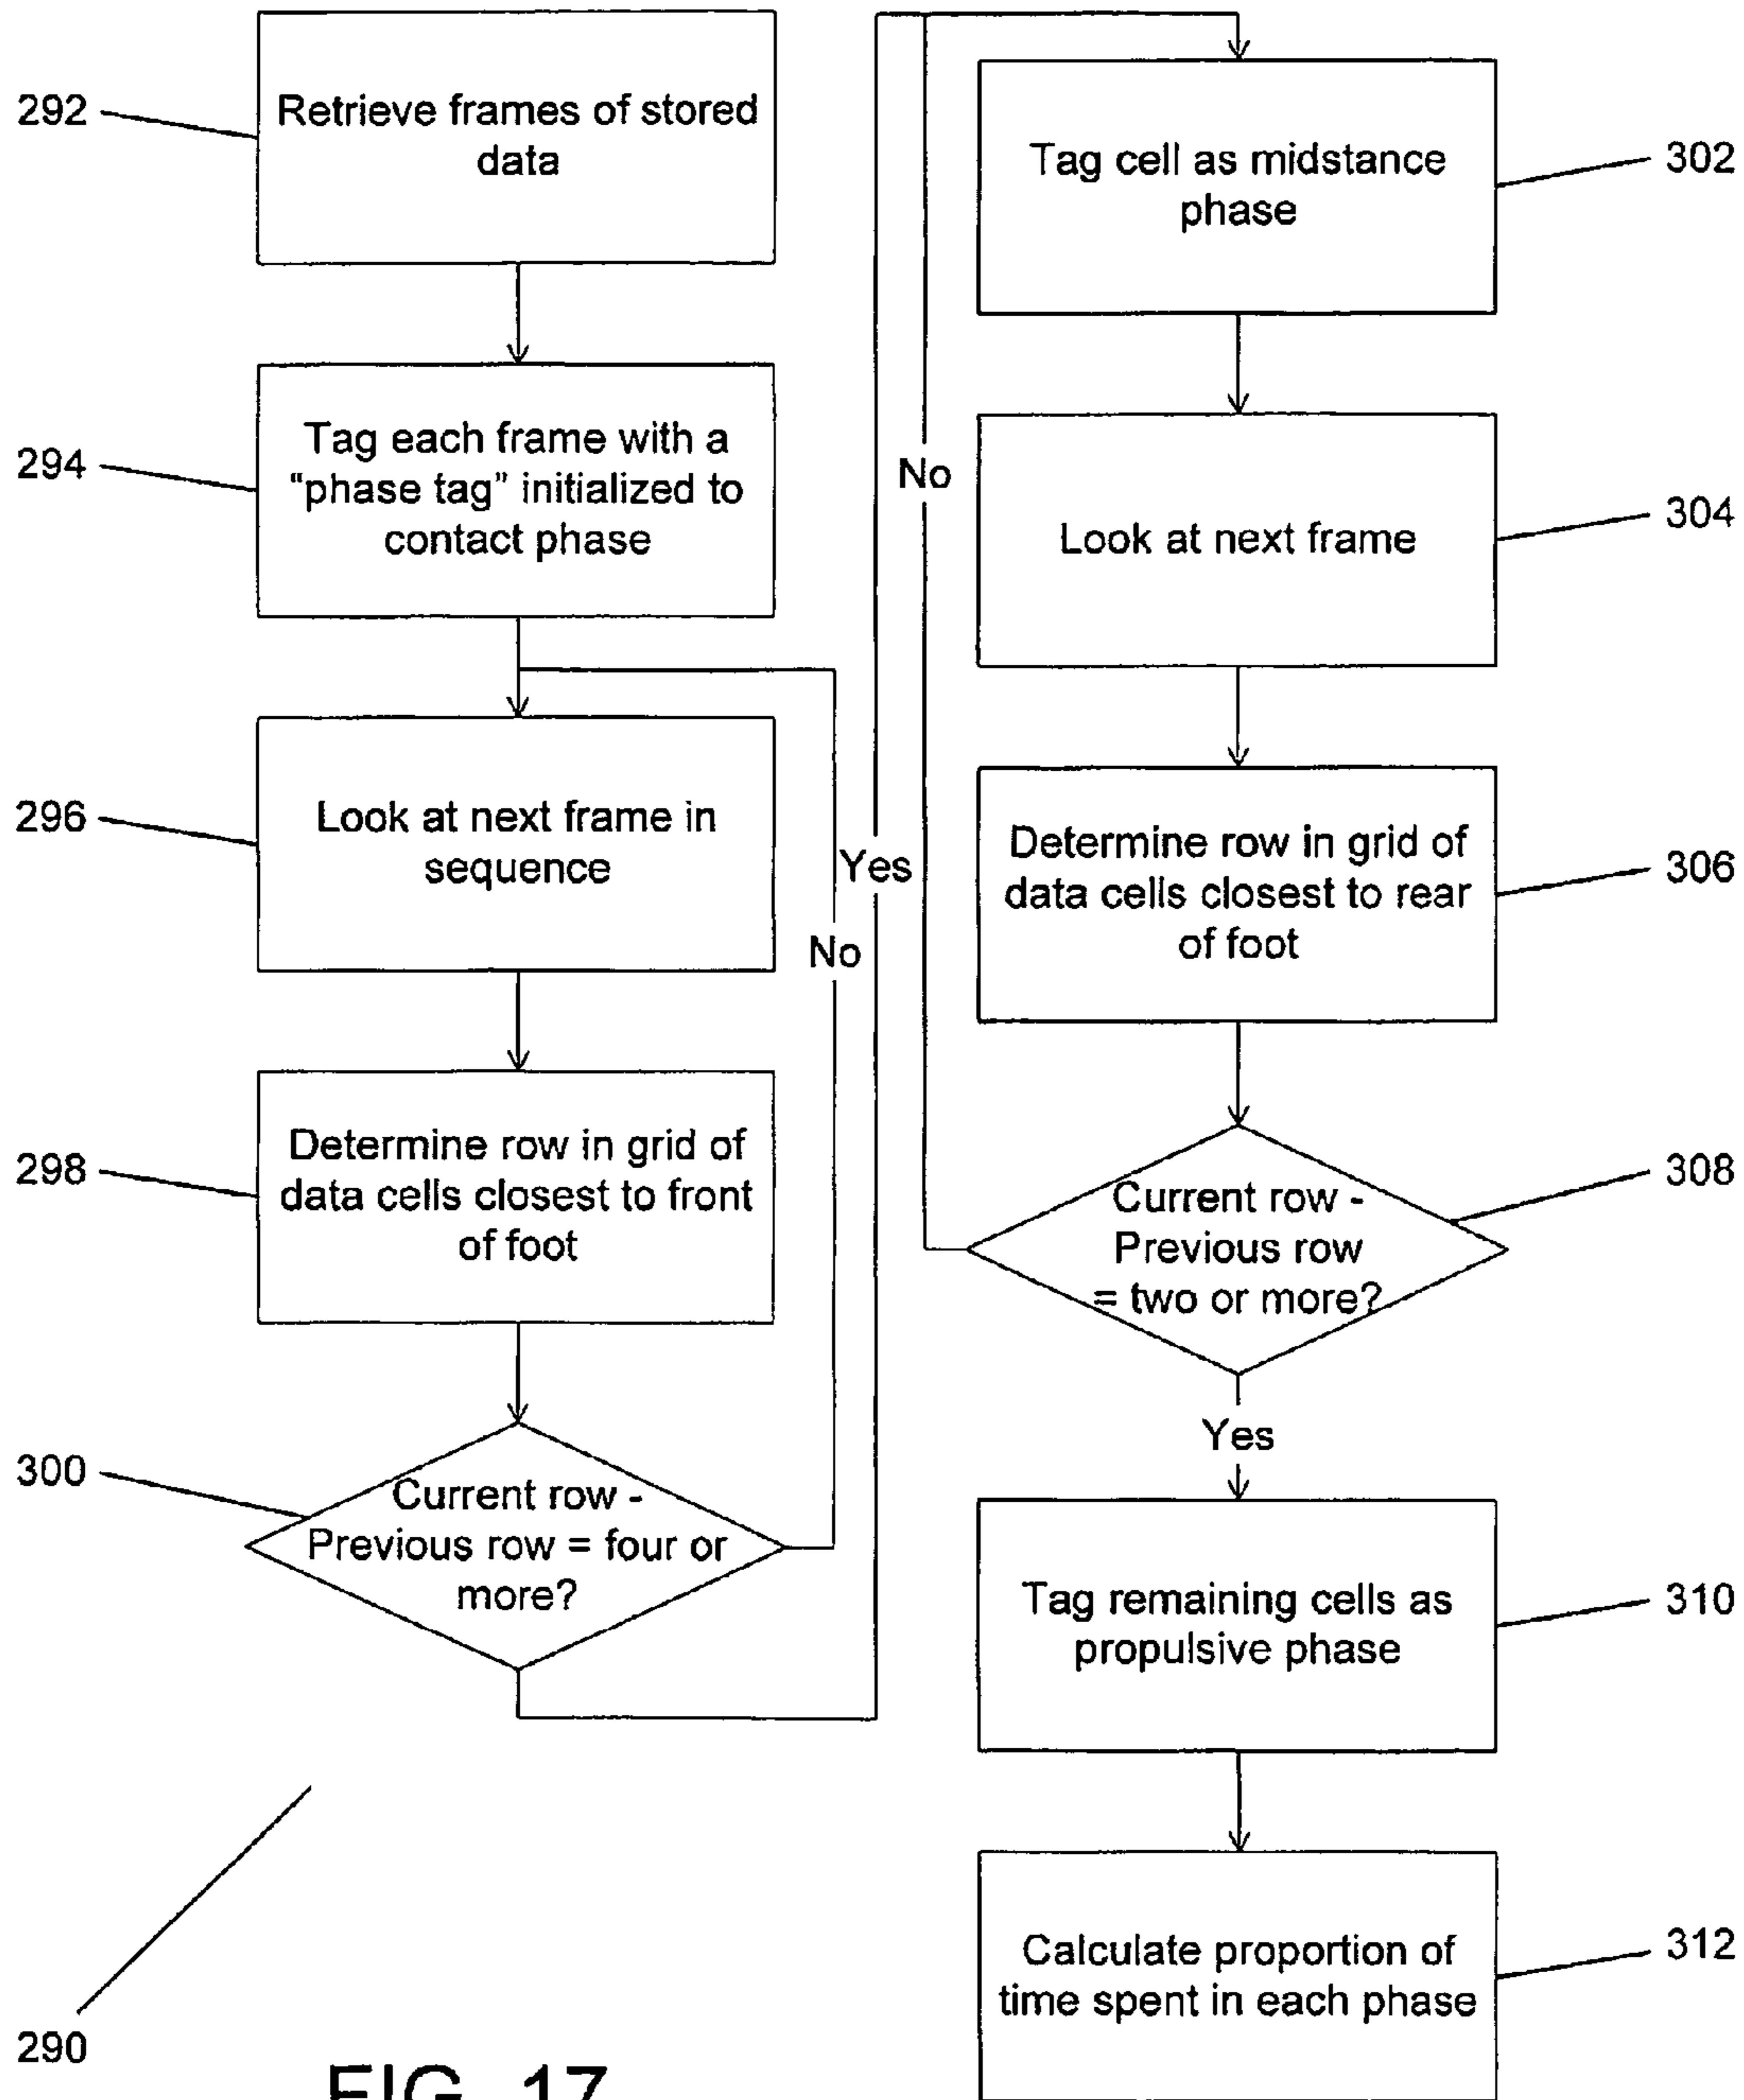 292
Retrieve frames of stored
data
294
Tag each frame with a
“phase tag” initialized to
contact phase
296
Look at next frame in
sequence
298
Determine row in grid of
data cells closest to front
of foot
300
Current row -
Previous row = four or
more?
No
Yes
290
302
Tag cell as midstance
phase
304
Look at next frame
306
Determine row in grid of
data cells closest to rear
of foot
308
Current row -
Previous row
= two or more?
No
Yes
310
Tag remaining cells as
propulsive phase
312
Calculate proportion of
time spent in each phase
FIG. 17